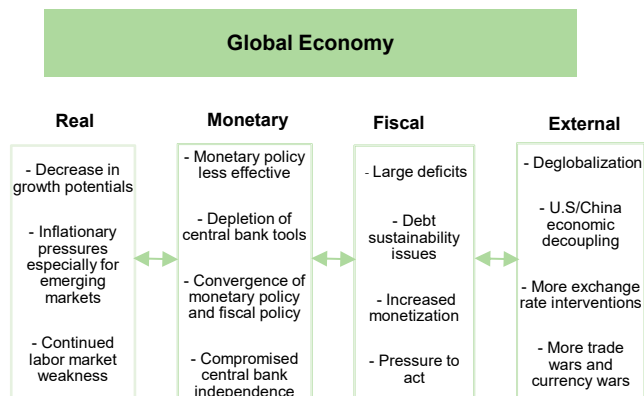 Global Economy
Real
- Decrease in
growth potentials
- Inflationary
pressures
especially for
emerging
markets
- Continued
labor market
weakness
Monetary
- Monetary policy
less effective
- Depletion of
central bank tools
- Convergence of
monetary policy
and fiscal policy
- Compromised
central bank
independence
Fiscal
- Large deficits
- Debt
sustainability
issues
- Increased
monetization
- Pressure to
act
External
- Deglobalization
- U.S/China
economic
decoupling
- More exchange
rate interventions
- More trade
wars and
currency wars